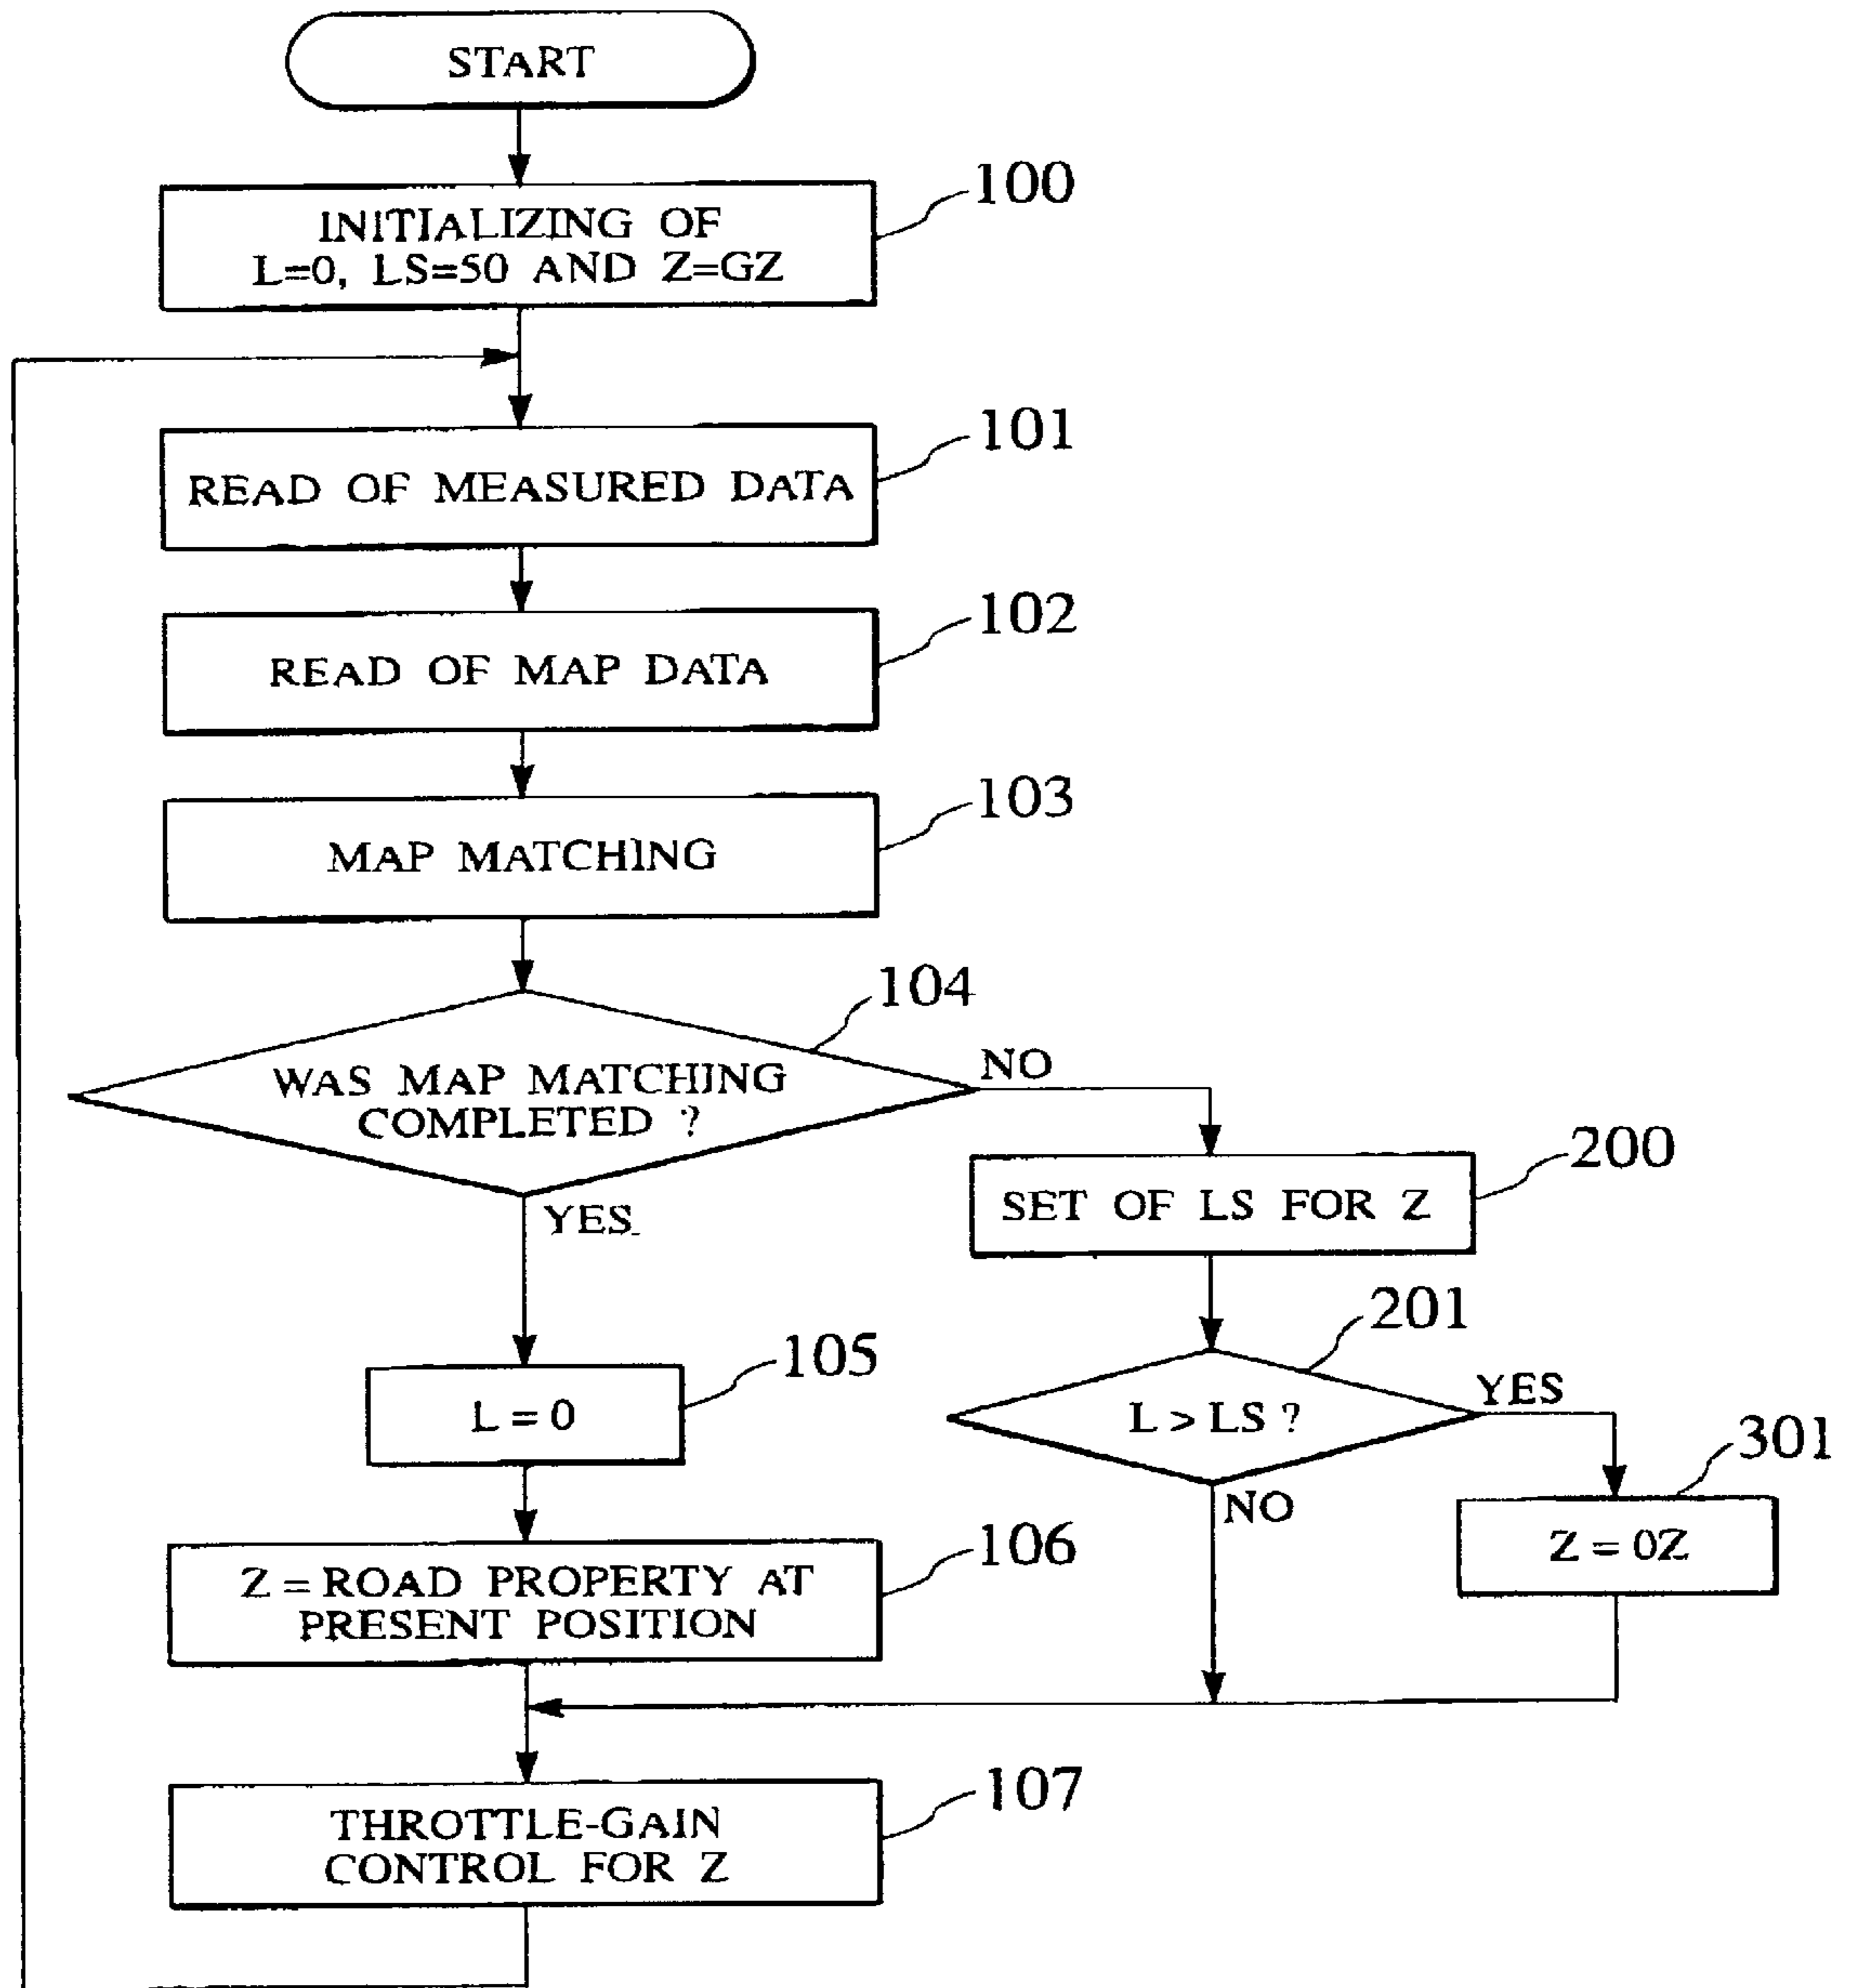 START
100
INITIALIZING OF
L=0, LS=50 AND Z=GZ
101
READ OF MEASURED DATA
102
READ OF MAP DATA
103
MAP MATCHING
104
WAS MAP MATCHING
COMPLETED ?
NO
YES
200
SET OF LS FOR Z
201
L > LS ?
YES
NO
301
Z = 0Z
105
L = 0
106
Z = ROAD PROPERTY AT
PRESENT POSITION
107
THROTTLE-GAIN
CONTROL FOR Z